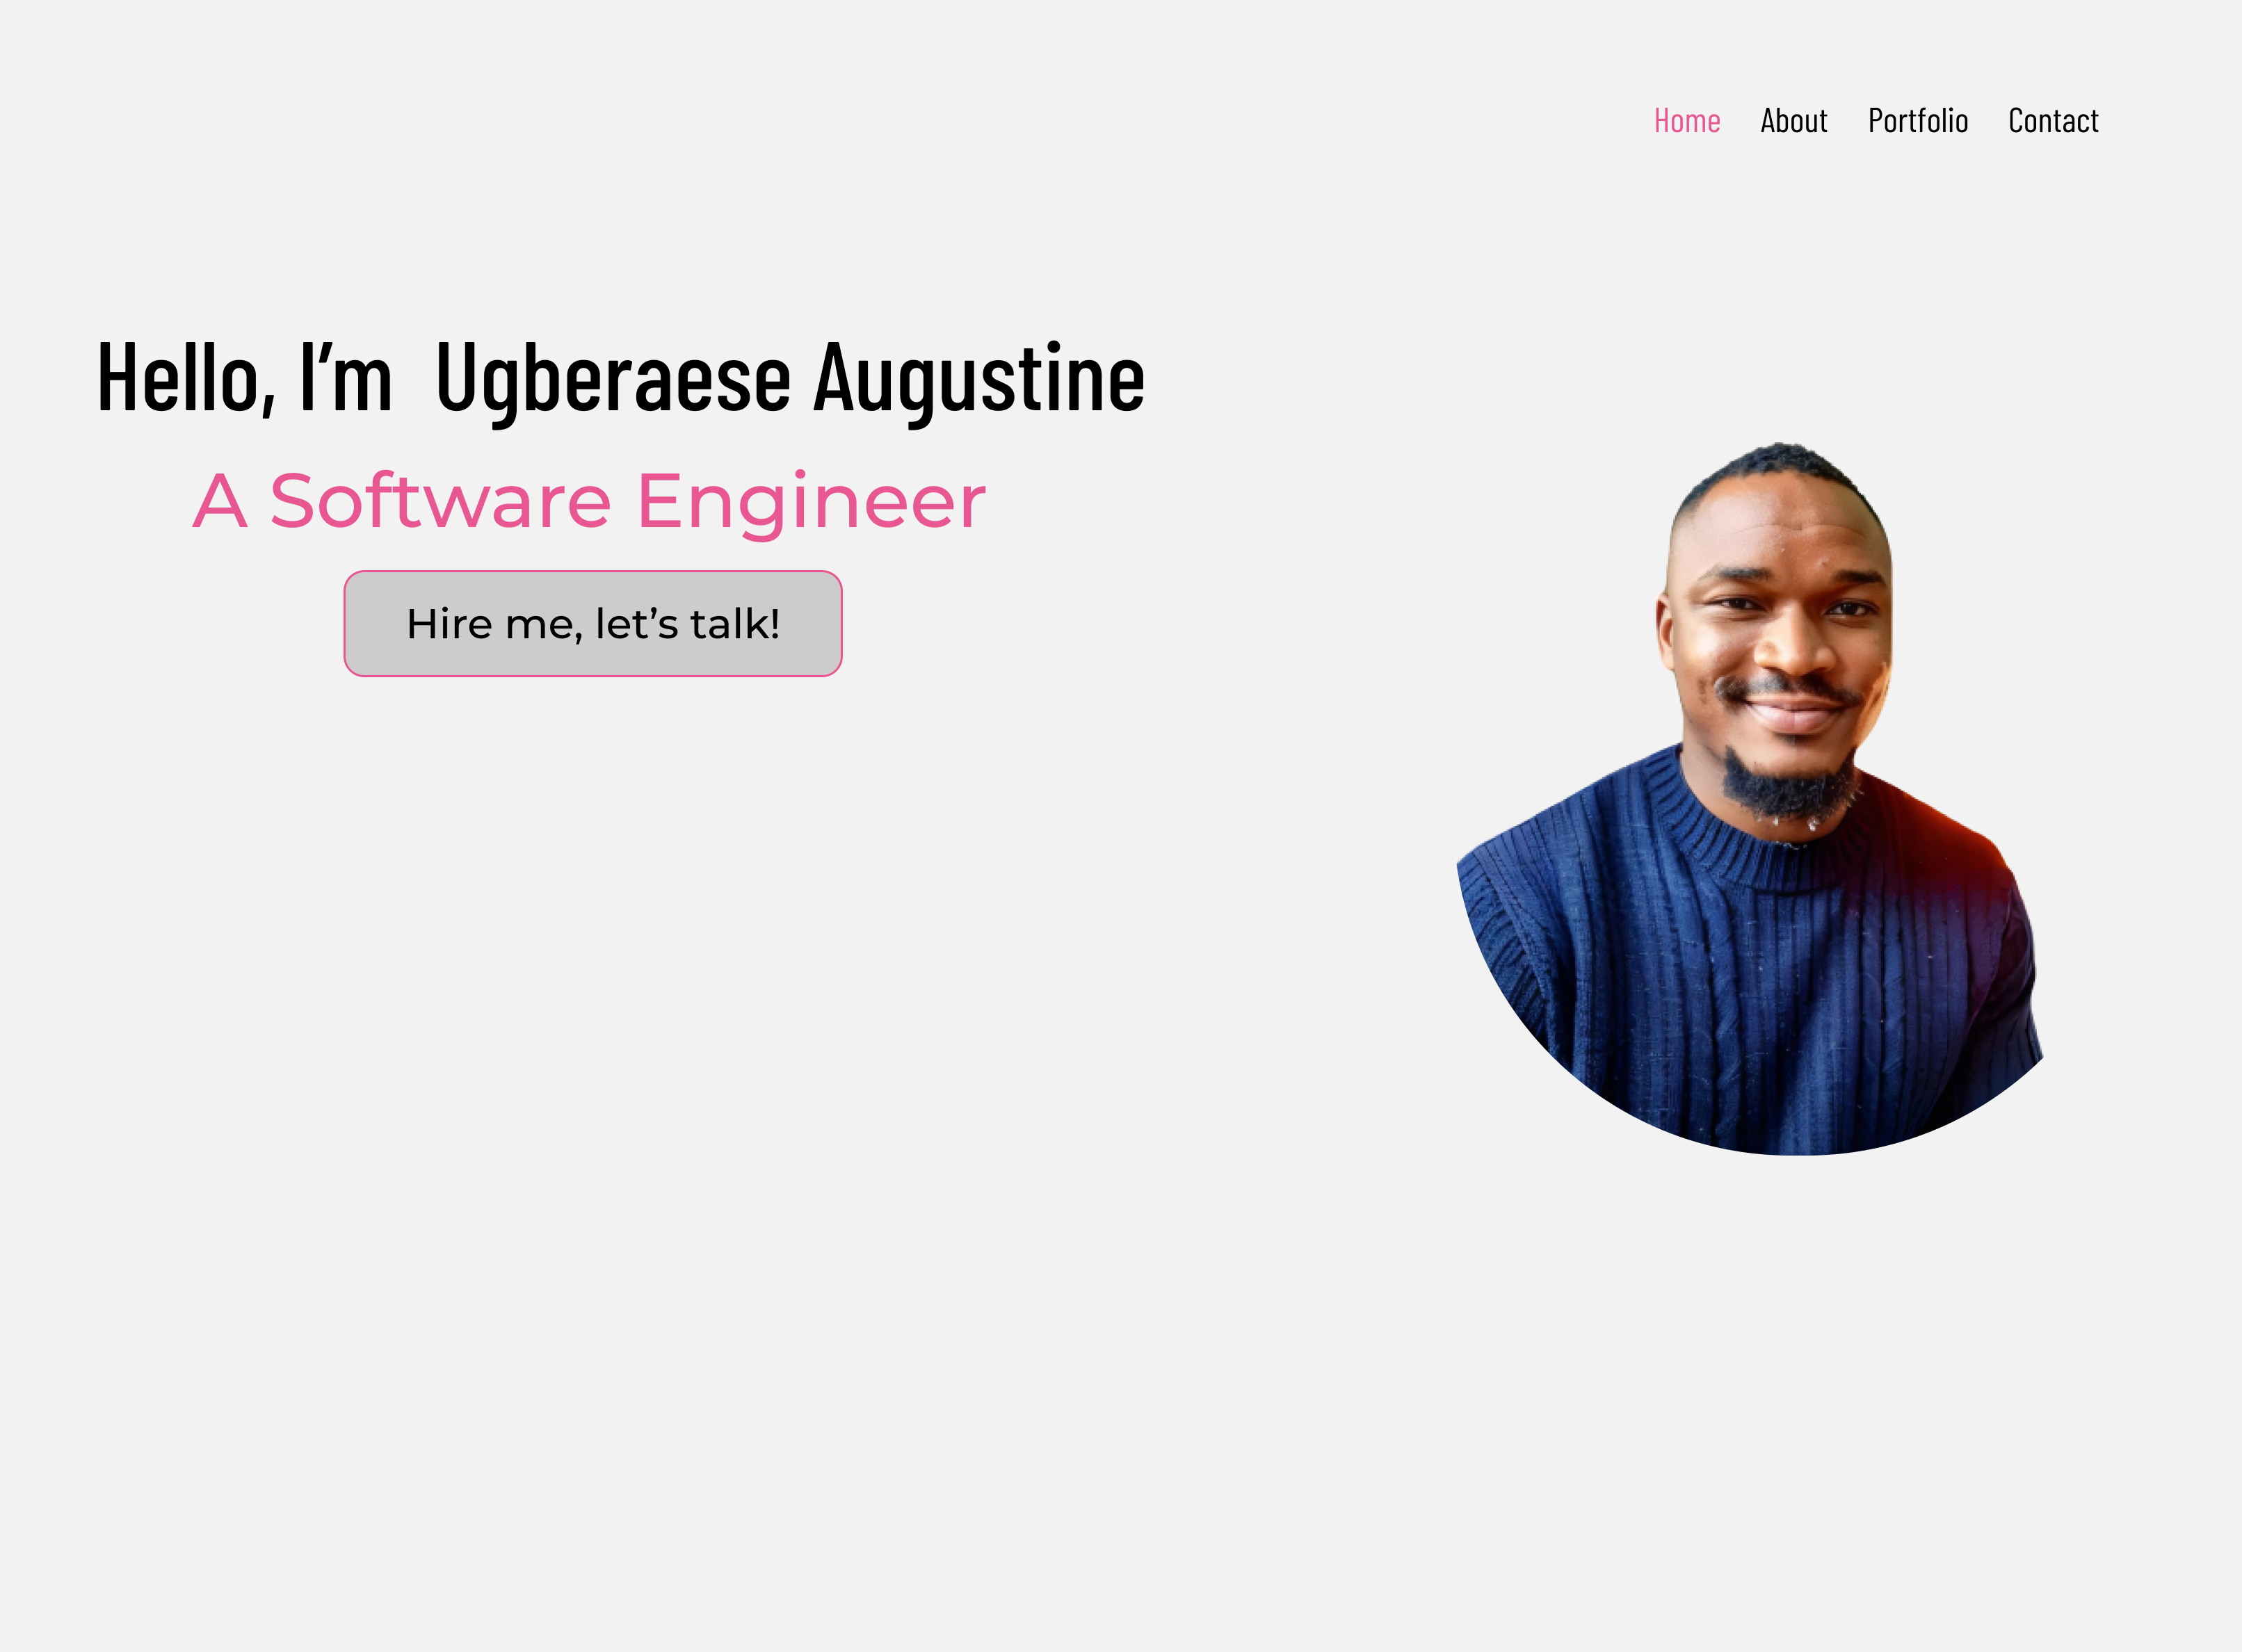 Home About Portfolio Contact
Hello, I’m  Ugberaese Augustine
A Software Engineer
Hire me, let’s talk!